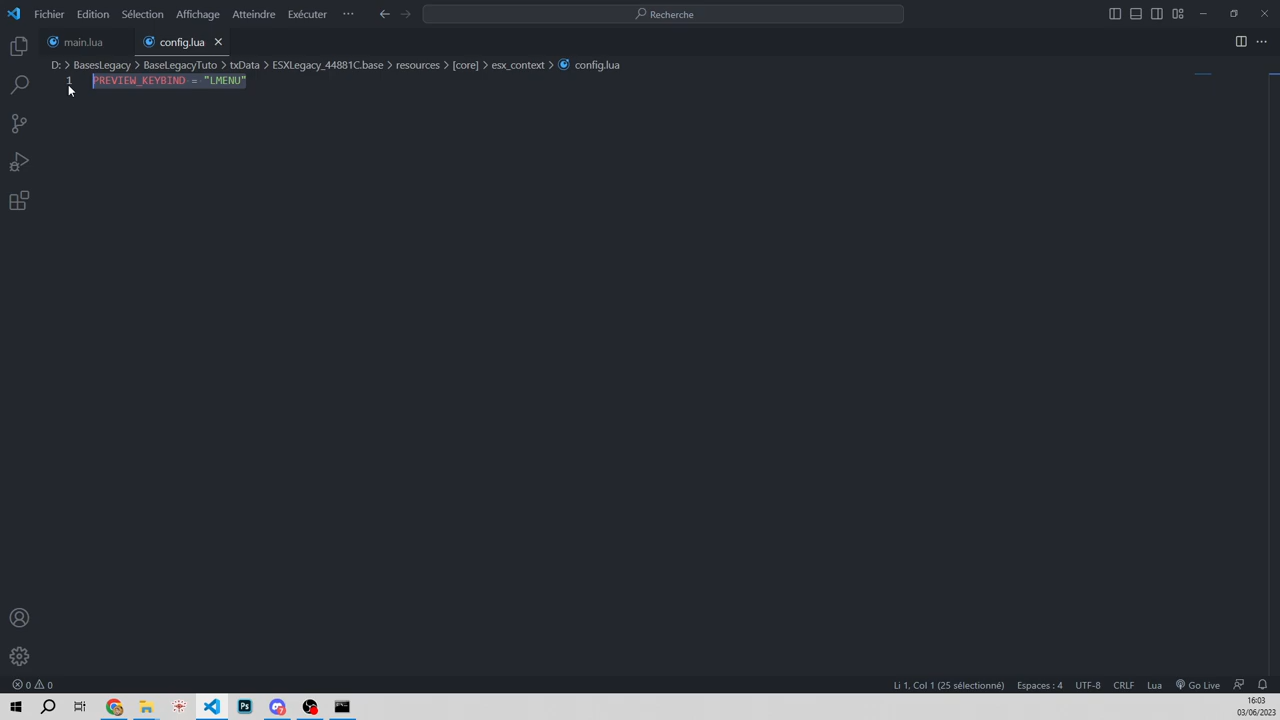 Fichier Edition Sélection Affichage Atteindre Exécuter ··· Recherche
main.lua config.lua
D: > BasesLegacy > BaseLegacyTuto > txData > ESXLegacy_44881C.base > resources > [core] > esx_context > config.lua
1 PREVIEW_KEYBIND = "LMENU"
0 0 Li 1, Col 1 (25 sélectionné) Espaces : 4 UTF-8 CRLF Lua Go Live
Ps 7
16:03
03/06/2023